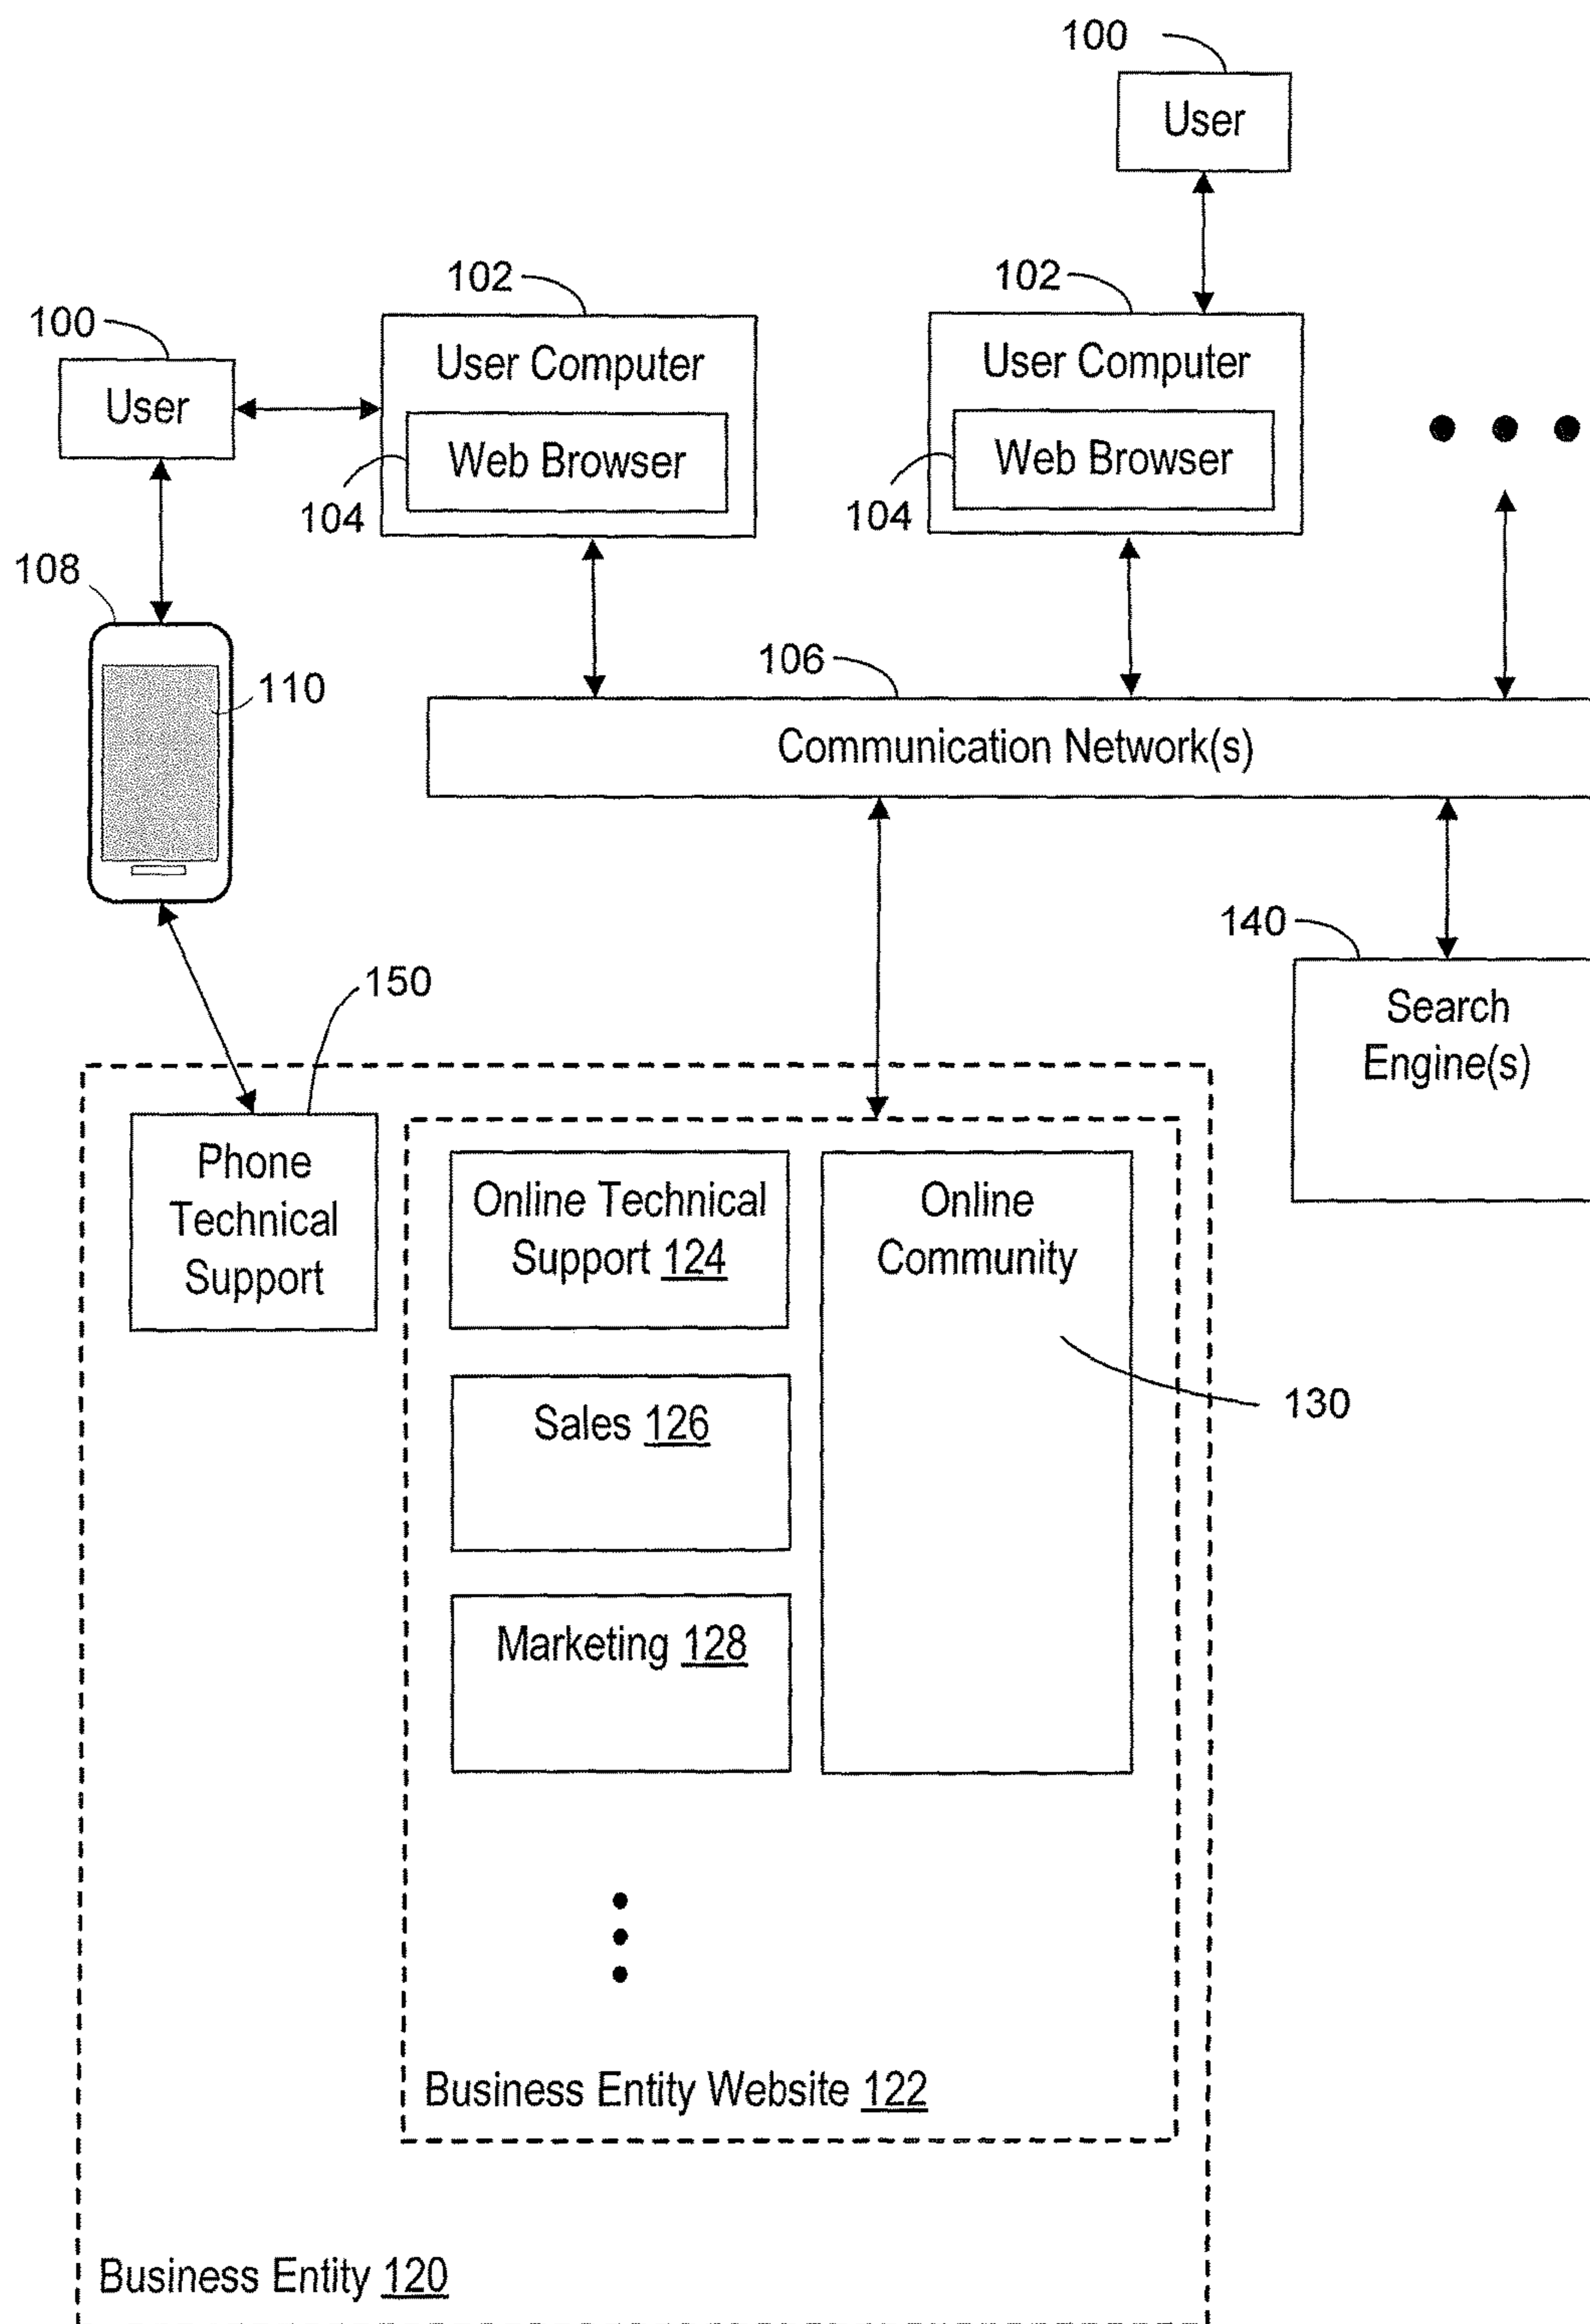 100
User
102
102
100
User Computer
User Computer
User
Web Browser
Web Browser
104
104
108
106
110
Communication Network(s)
140
150
Search
Engine(s)
Phone
Technical
Support
Online Technical
Support 124
Online
Community
Sales 126
130
Marketing 128
Business Entity Website 122
Business Entity 120